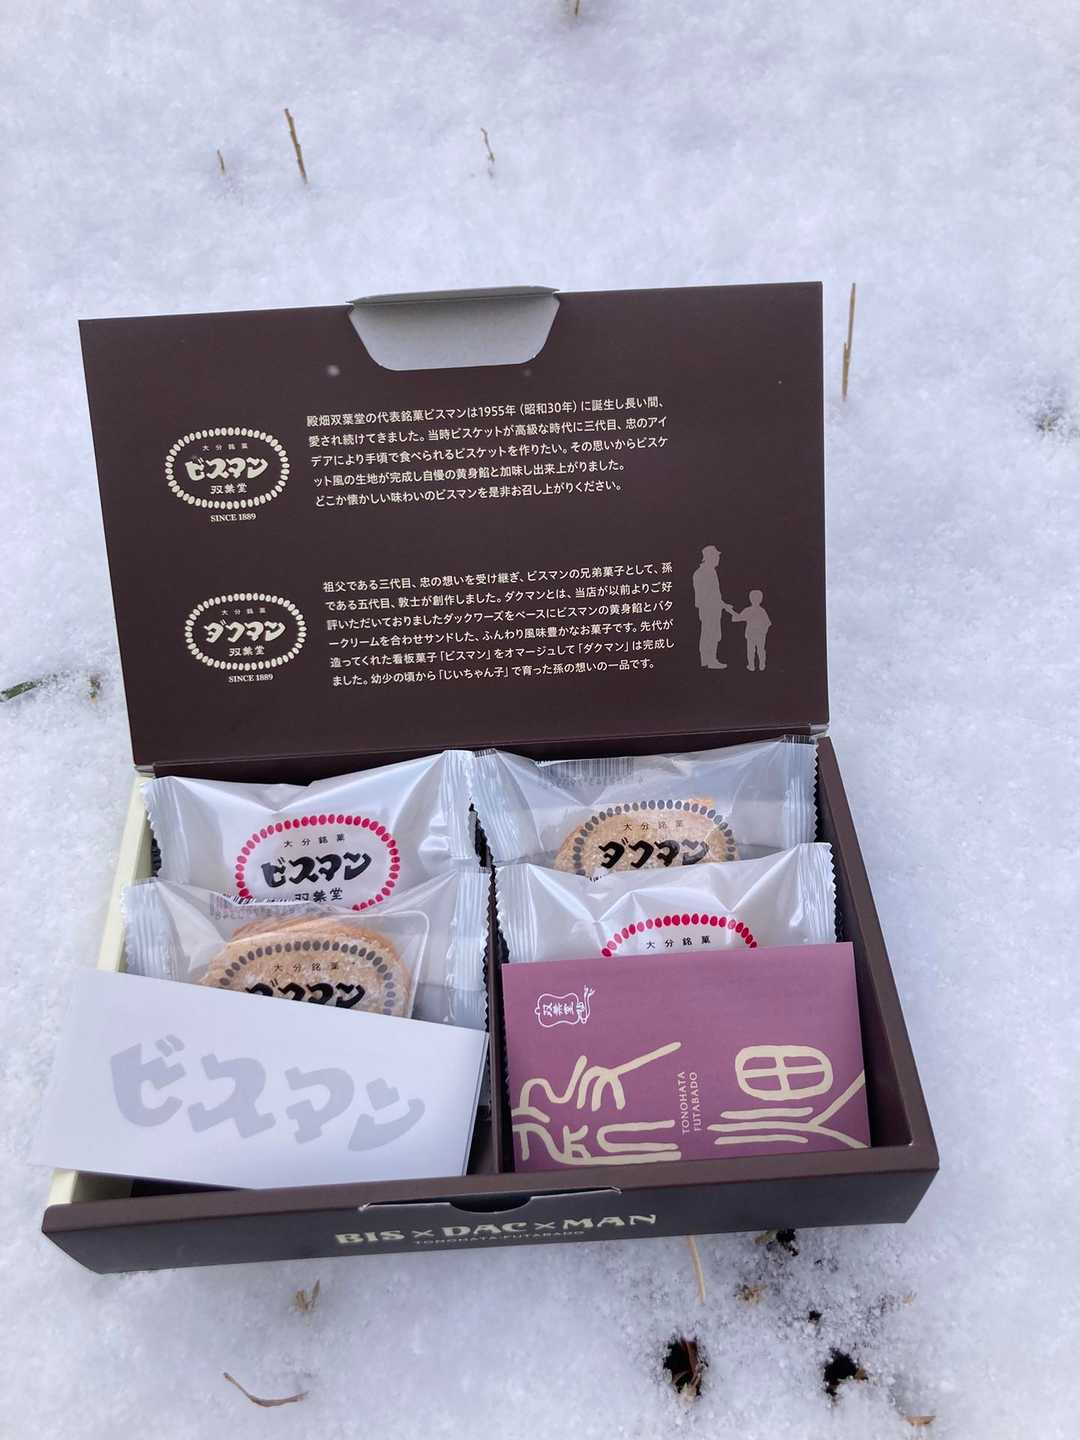 殿畑双葉堂の代表銘菓ビスマンは1955年（昭和30年）に誕生し長い間、
愛され続けてきました。当時ビスケットが高級な時代に三代目、忠のアイ
デアにより手頃で食べられるビスケットを作りたい。その思いからビスケ
ット風の生地が完成し自慢の黄身餡と加味し出来上がりました。
どこか懐かしい味わいのビスマンを是非お召し上がりください。
大分銘菓
ビスマン
双葉堂
SINCE 1889
祖父である三代目、忠の想いを受け継ぎ、ビスマンの兄弟菓子として、孫
である五代目、敦士が創作しました。ダクマンとは、当店が以前よりご好
評いただいておりましたダックワーズをベースにビスマンの黄身餡とバタ
ークリームを合わせサンドした、ふんわり風味豊かなお菓子です。先代が
造ってくれた看板菓子「ビスマン」をオマージュして「ダクマン」は完成し
ました。幼少の頃から「じいちゃん子」で育った孫の想いの一品です。
大分銘菓
ダクマン
双葉堂
SINCE 1889
大分銘菓
ビスマン
双葉堂
大分銘菓
ダクマン
大分銘菓
ダクマン
大分銘菓
ビスマン
双葉堂
TONOHATA
FUTABADO
BIS×DAC×MAN
TONOHATA-FUTABADO